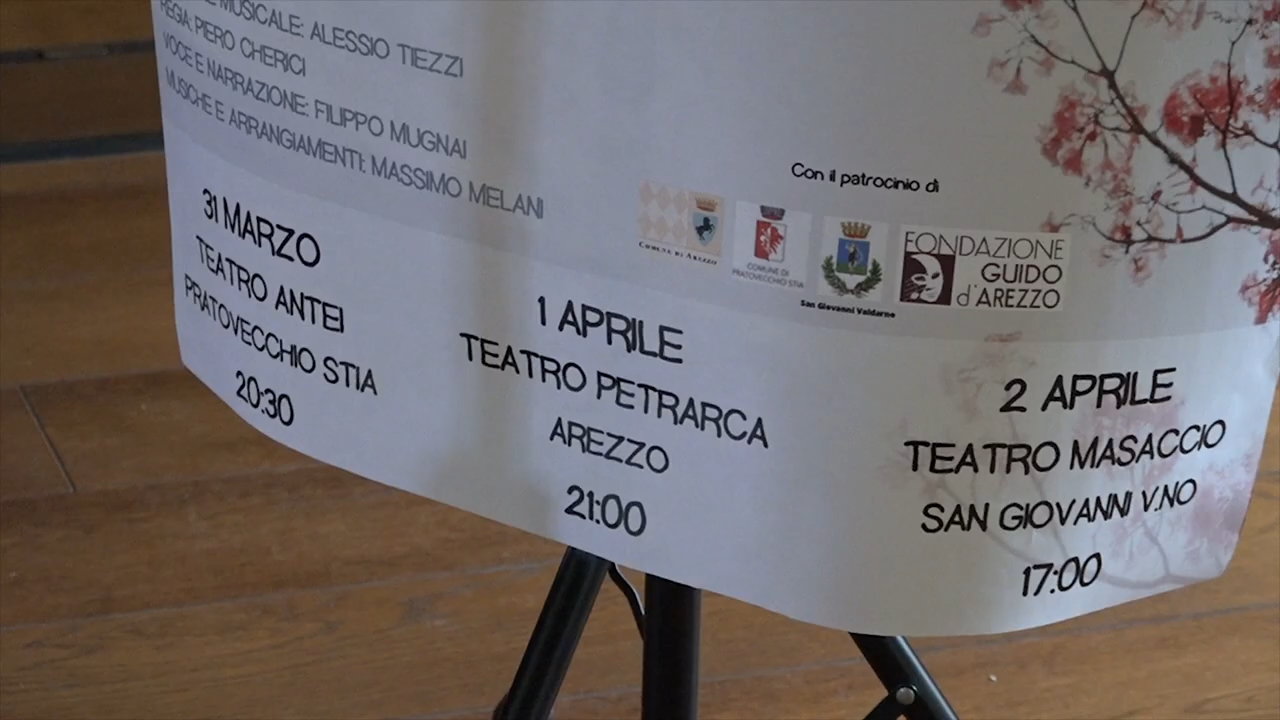 MUSICALE: ALESSIO TIEZZI
REGIA: PIERO CHERICI
VOCE E NARRAZIONE: FILIPPO MUGNAI
MUSICHE E ARRANGIAMENTI: MASSIMO MELANI
Con il patrocinio di
COMUNE DI AREZZO
COMUNE DI
PRATOVECCHIO STIA
San Giovanni Valdarno
FONDAZIONE
GUIDO
d'AREZZO
31 MARZO
TEATRO ANTEI
PRATOVECCHIO STIA
20:30
1 APRILE
TEATRO PETRARCA
AREZZO
21:00
2 APRILE
TEATRO MASACCIO
SAN GIOVANNI V.NO
17:00